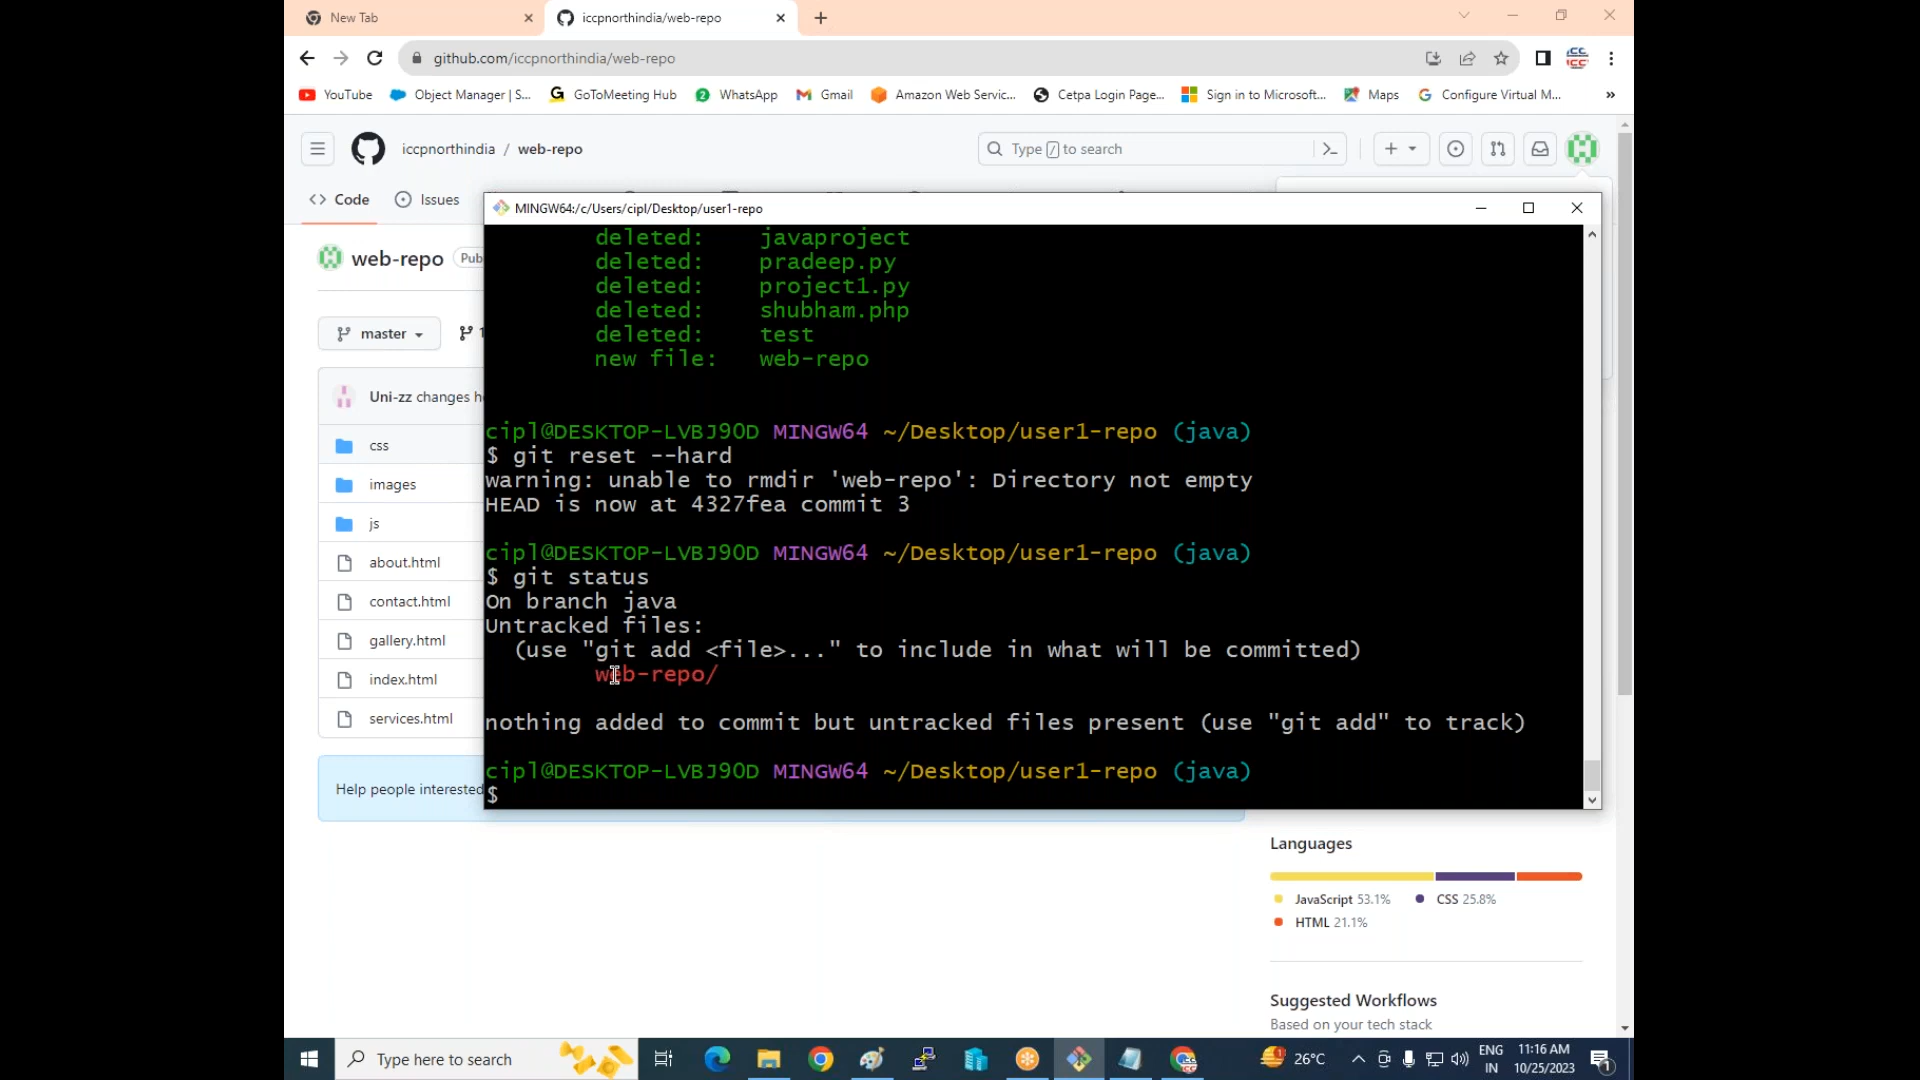 New Tab
iccpnorthindia/web-repo
github.com/iccpnorthindia/web-repo
YouTube
Object Manager | S...
GoToMeeting Hub
WhatsApp
Gmail
Amazon Web Servic...
Cetpa Login Page...
Sign in to Microsoft...
Maps
Configure Virtual M...
»
iccpnorthindia / web-repo
Type / to search
Code
Issues
web-repo
Pub
master
1
Uni-zz changes he
css
images
js
about.html
contact.html
gallery.html
index.html
services.html
Help people interested
MINGW64:/c/Users/cipl/Desktop/user1-repo
deleted: javaproject
deleted: pradeep.py
deleted: project1.py
deleted: shubham.php
deleted: test
new file: web-repo
cipl@DESKTOP-LVBJ9OD MINGW64 ~/Desktop/user1-repo (java)
$ git reset --hard
warning: unable to rmdir 'web-repo': Directory not empty
HEAD is now at 4327fea commit 3
cipl@DESKTOP-LVBJ9OD MINGW64 ~/Desktop/user1-repo (java)
$ git status
On branch java
Untracked files:
(use "git add <file>..." to include in what will be committed)
web-repo/
nothing added to commit but untracked files present (use "git add" to track)
cipl@DESKTOP-LVBJ9OD MINGW64 ~/Desktop/user1-repo (java)
$
Languages
JavaScript 53.1%
CSS 25.8%
HTML 21.1%
Suggested Workflows
Based on your tech stack
Type here to search
26°C
ENG
IN
11:16 AM
10/25/2023
1